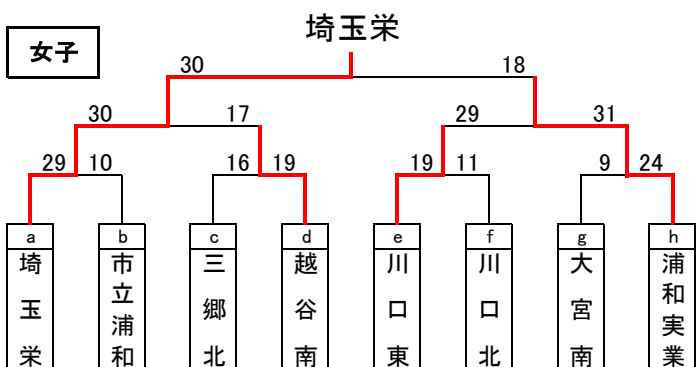 埼玉栄
女子
30 18
30 17 29 31
29 10 16 19 19 11 9 24
a b c d e f g h
埼玉栄
市立浦和
三郷北
越谷南
川口東
川口北
大宮南
浦和実業